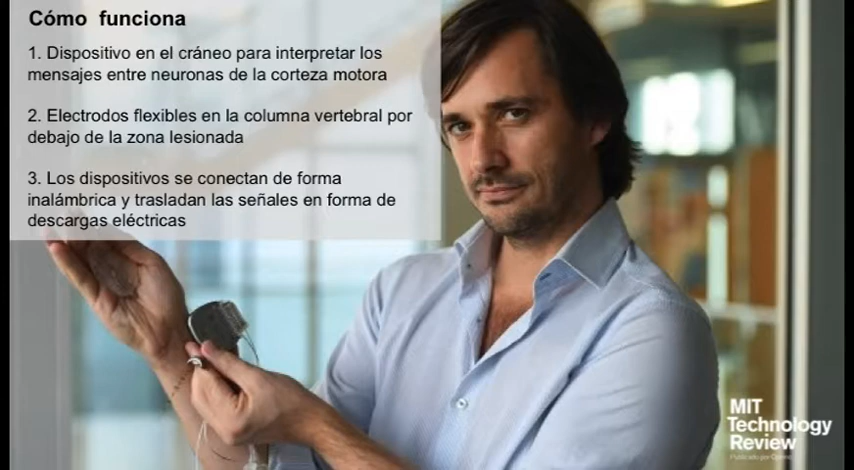 Cómo funciona
1. Dispositivo en el cráneo para interpretar los
mensajes entre neuronas de la corteza motora
2. Electrodos flexibles en la columna vertebral por
debajo de la zona lesionada
3. Los dispositivos se conectan de forma
inalámbrica y trasladan las señales en forma de
descargas eléctricas
MIT
Technology
Review